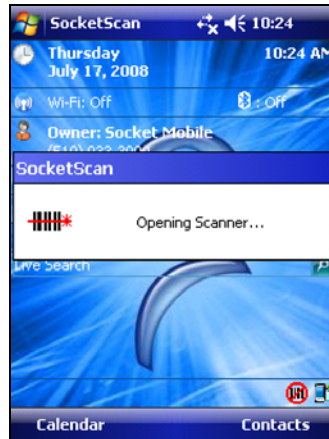 SocketScan 10:24
Thursday 10:24 AM
July 17, 2008
Wi-Fi: Off : Off
Owner: Socket Mobile
SocketScan
Opening Scanner...
Live Search
Calendar Contacts